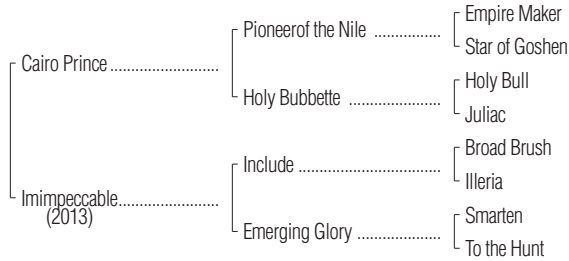 Empire Maker
Pioneerof the Nile ..................
Star of Goshen
Cairo Prince ..........................
Holy Bull
Holy Bubbette .........................
Juliac
Broad Brush
Include .......................................
Illeria
Imimpeccable........................
(2013)
Smarten
Emerging Glory ......................
To the Hunt